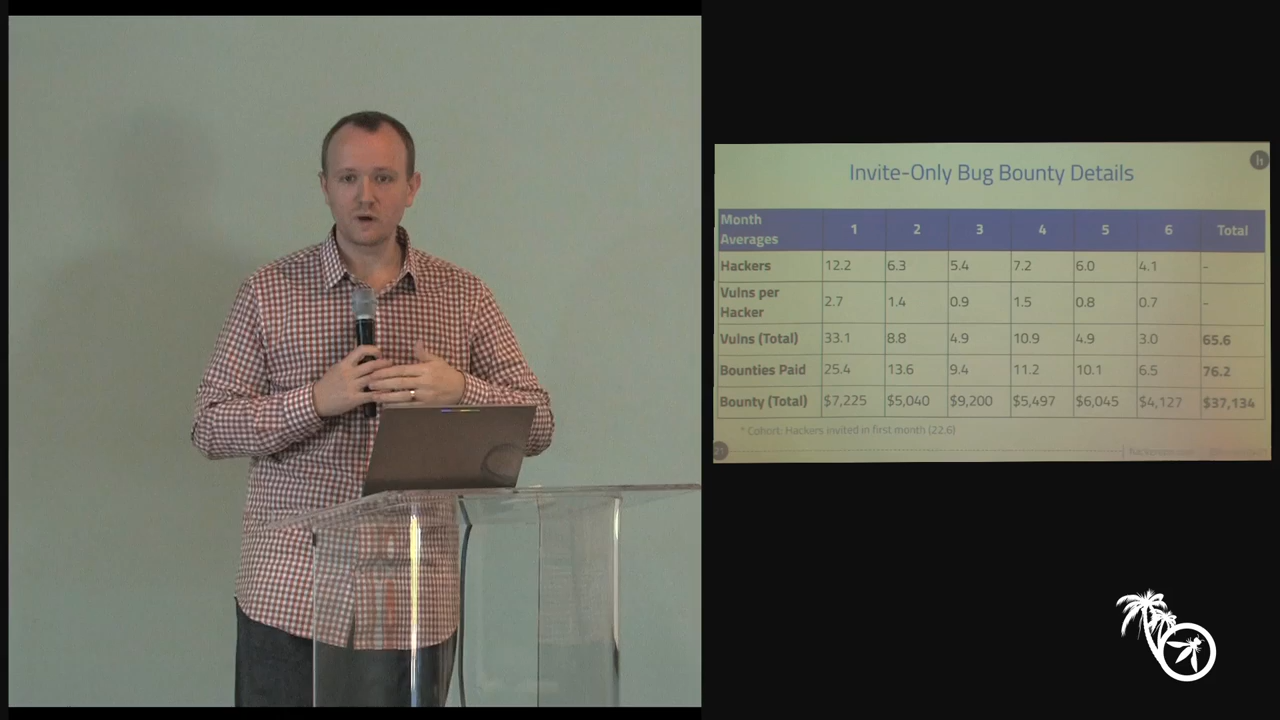 Invite-Only Bug Bounty Details
h
Month Averages 1 2 3 4 5 6 Total
Hackers 12.2 6.3 5.4 7.2 6.0 4.1 -
Vulns per Hacker 2.7 1.4 0.9 1.5 0.8 0.7 -
Vulns (Total) 33.1 8.8 4.9 10.9 4.9 3.0 65.6
Bounties Paid 25.4 13.6 9.4 11.2 10.1 6.5 76.2
Bounty (Total) $7,225 $5,040 $9,200 $5,497 $6,045 $4,127 $37,134
* Cohort: Hackers invited in first month (22.6)